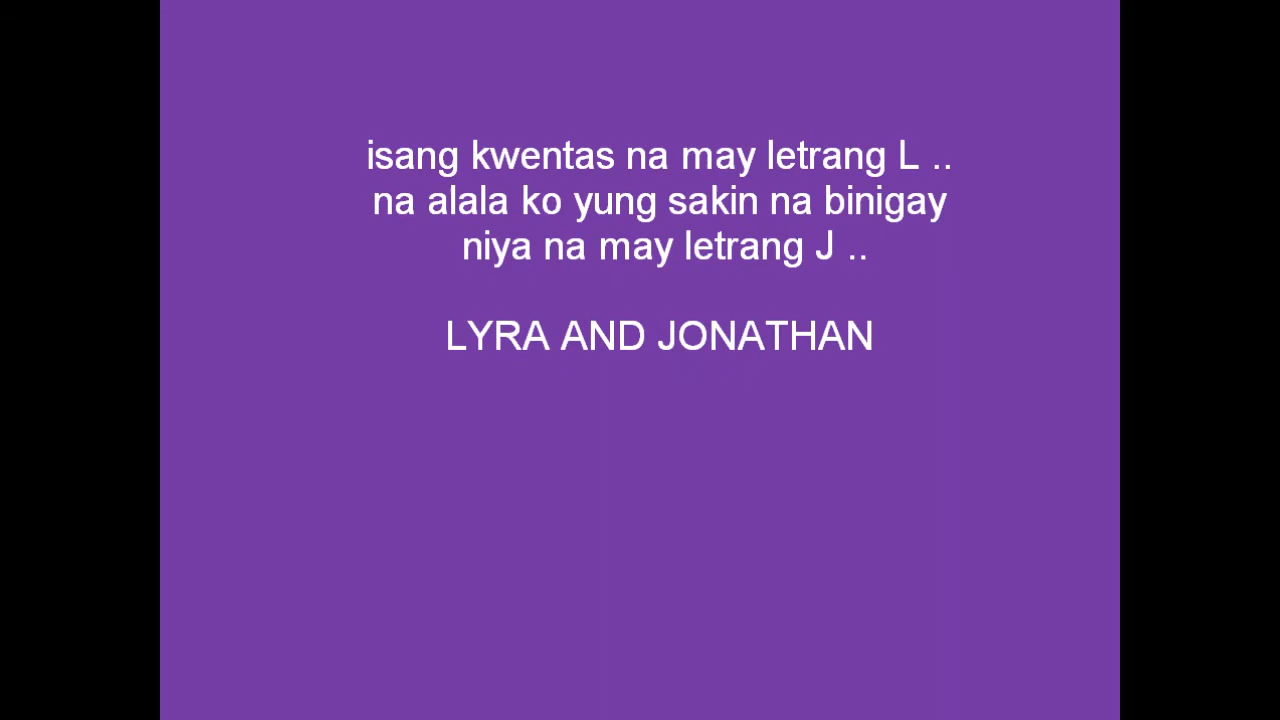 isang kwentas na may letrang L ..
na alala ko yung sakin na binigay
niya na may letrang J ..
LYRA AND JONATHAN